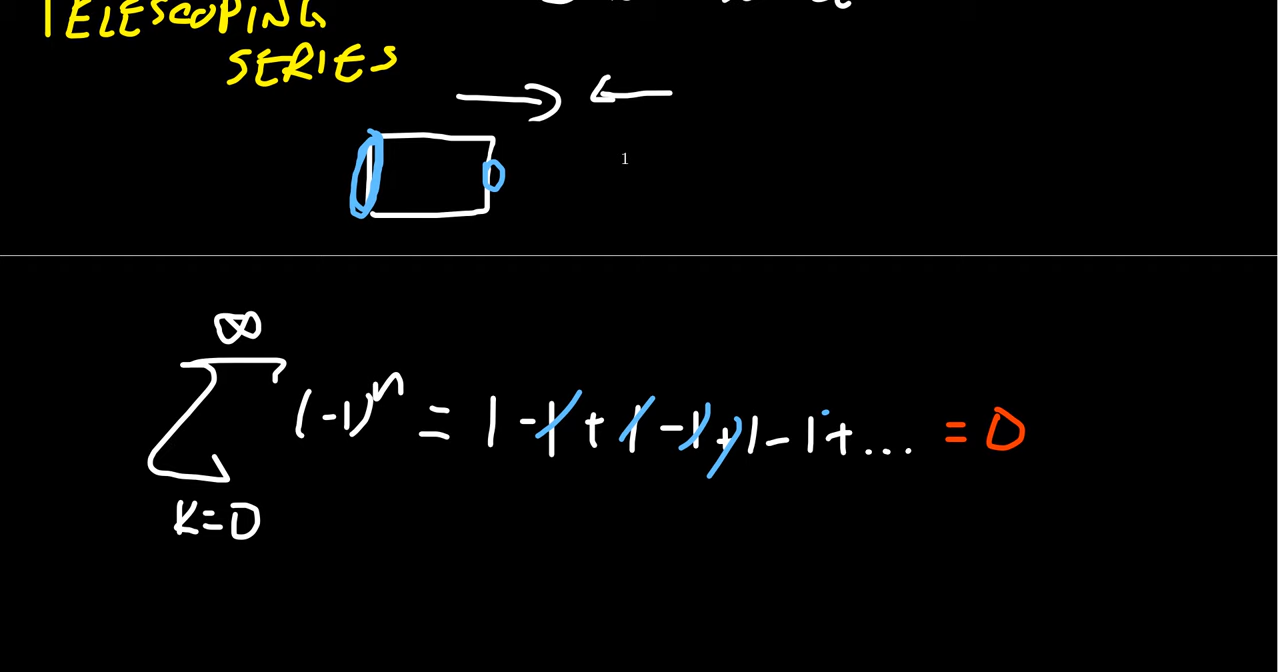 TELESCOPING
SERIES
1
∞
∑ (-1)^n = 1 - 1 + 1 - 1 + 1 - 1 + ... = 0
K=0